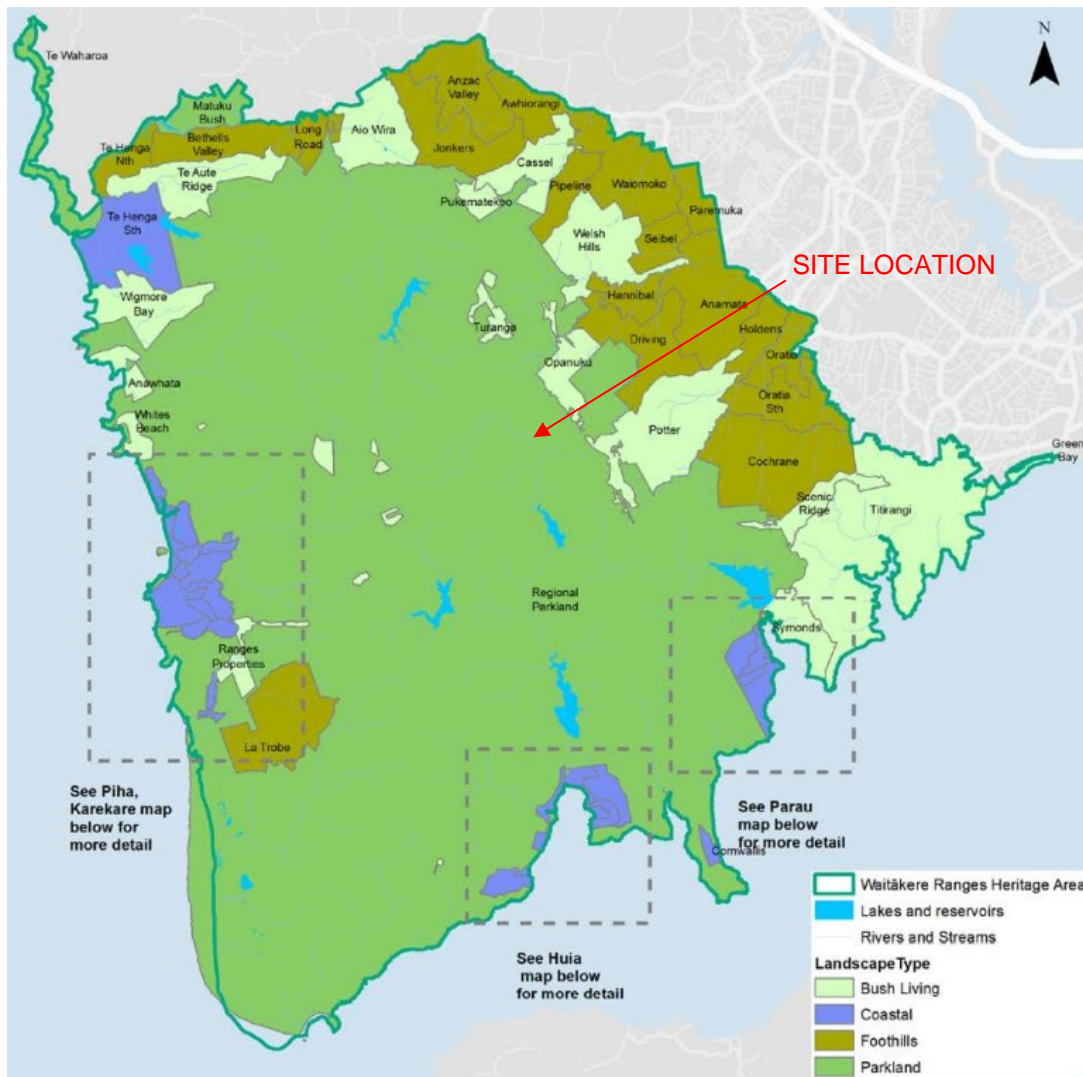 Te Waharoa
N
Matuku
Bush
Anzac
Valley
Awhiorangi
Te Henga
Nth
Bethells
Valley
Long
Road
Aio Wira
Jonkers
Te Aute
Ridge
Cassel
Pipeline
Waiomoko
Pukematekeo
Te Henga
Sth
Paremuka
Welsh
Hills
Seibel
SITE LOCATION
Wigmore
Bay
Hannibal
Anamata
Turanga
Driving
Holdens
Opanuku
Oratia
Anawhata
Oratia
Sth
Whites
Beach
Potter
Green
Bay
Cochrane
Scenic
Ridge
Titirangi
Regional
Parkland
Symonds
Ranges
Properties
La Trobe
See Piha,
Karekare map
below for
more detail
See Parau
map below
for more detail
Cornwallis
See Huia
map below
for more detail
Waitākere Ranges Heritage Area
Lakes and reservoirs
Rivers and Streams
LandscapeType
Bush Living
Coastal
Foothills
Parkland